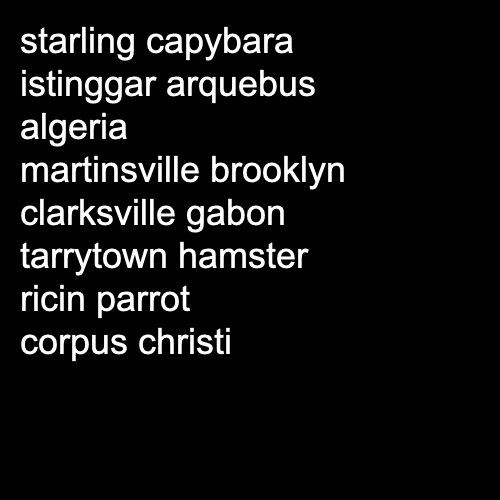 starling capybara
istinggar arquebus
algeria
martinsville brooklyn
clarksville gabon
tarrytown hamster
ricin parrot
corpus christi